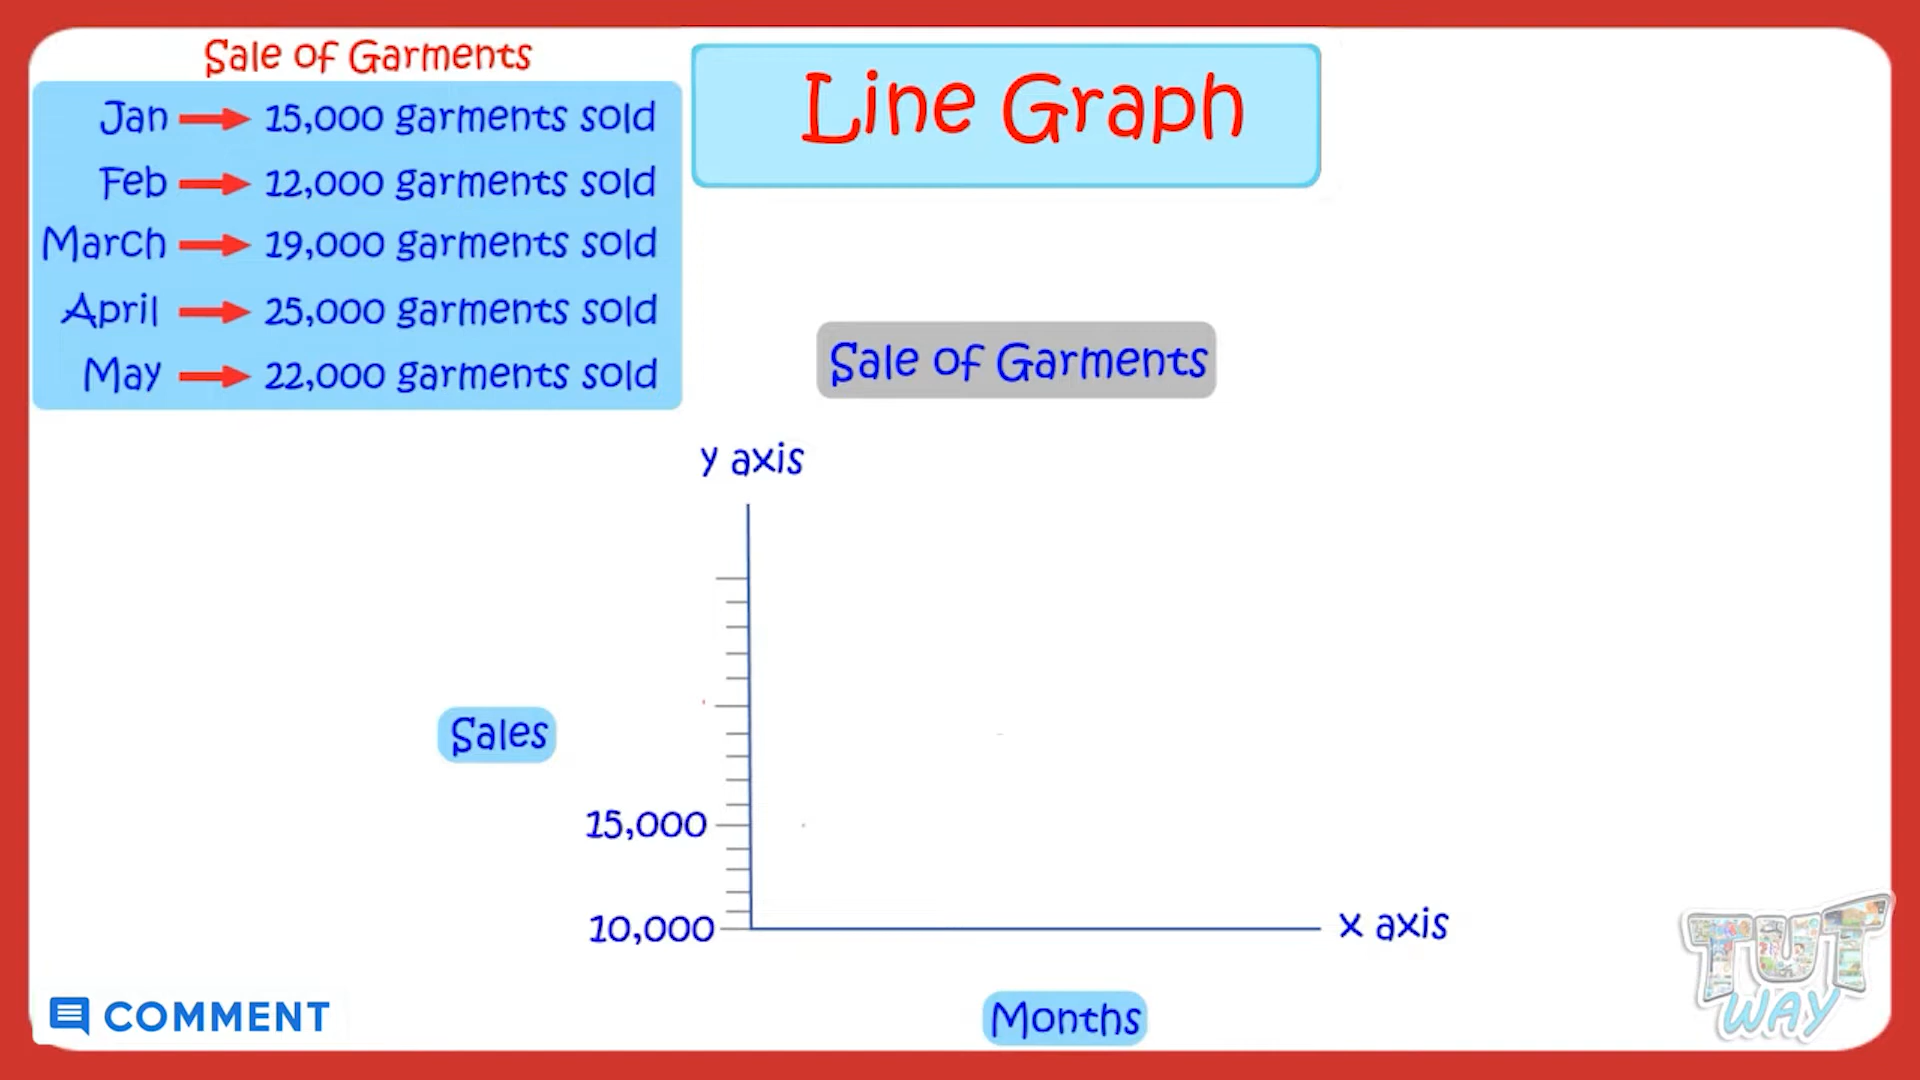 Sale of Garments
Jan 15,000 garments sold
Feb 12,000 garments sold
March 19,000 garments sold
April 25,000 garments sold
May 22,000 garments sold
Line Graph
Sale of Garments
y axis
Sales
15,000
10,000
x axis
Months
COMMENT
TUT
WAY